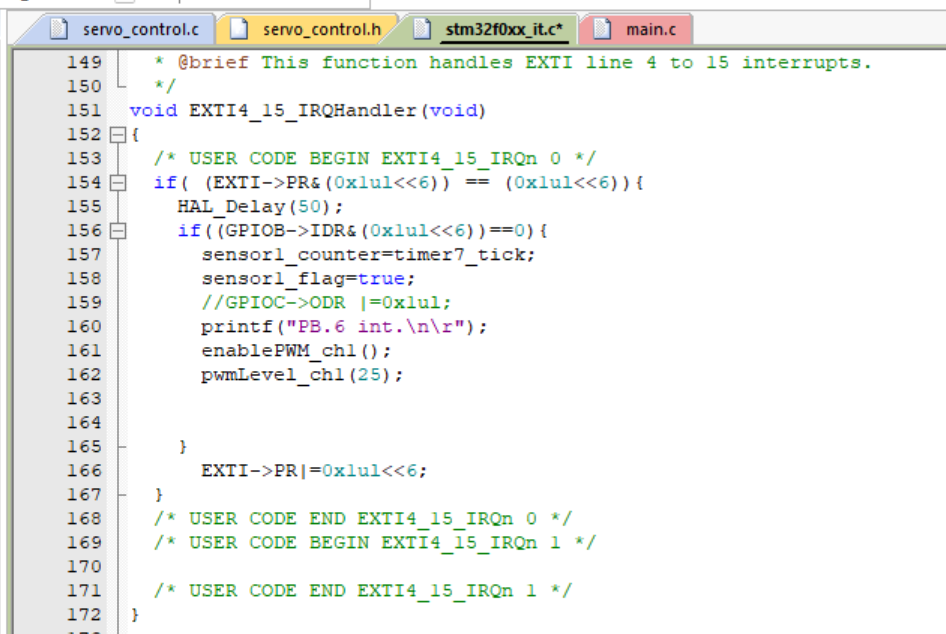 servo_control.c servo_control.h stm32f0xx_it.c* main.c
149 * @brief This function handles EXTI line 4 to 15 interrupts.
150 */
151 void EXTI4_15_IRQHandler(void)
152 {
153 /* USER CODE BEGIN EXTI4_15_IRQn 0 */
154 if( (EXTI->PR&(0x1ul<<6)) == (0x1ul<<6)){
155 HAL_Delay(50);
156 if((GPIOB->IDR&(0x1ul<<6))==0){
157 sensor1_counter=timer7_tick;
158 sensor1_flag=true;
159 //GPIOC->ODR |=0x1ul;
160 printf("PB.6 int.\n\r");
161 enablePWM_ch1();
162 pwmLevel_ch1(25);
163
164
165 }
166 EXTI->PR|=0x1ul<<6;
167 }
168 /* USER CODE END EXTI4_15_IRQn 0 */
169 /* USER CODE BEGIN EXTI4_15_IRQn 1 */
170
171 /* USER CODE END EXTI4_15_IRQn 1 */
172 }